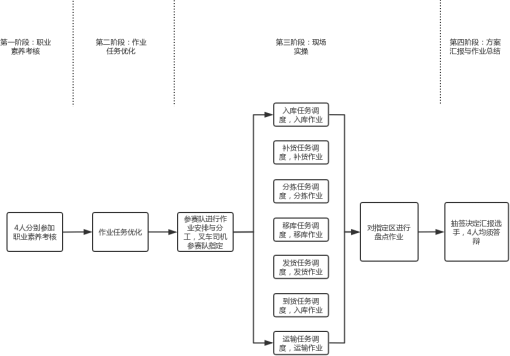 第一阶段：职业
素养考核
第二阶段：作业
任务优化
第三阶段：现场
实操
第四阶段：方案
汇报与作业总结
4人分别参加
职业素养考核
作业任务优化
参赛队进行作
业安排与分
工，叉车司机
参赛队指定
入库任务调
度，入库作业
补货任务调
度，补货作业
分拣任务调
度，分拣作业
移库任务调
度，移库作业
发货任务调
度，发货作业
到货任务调
度，入库作业
运输任务调
度，运输作业
对指定区进行
盘点作业
抽签决定汇报选
手，4人均须答
辩